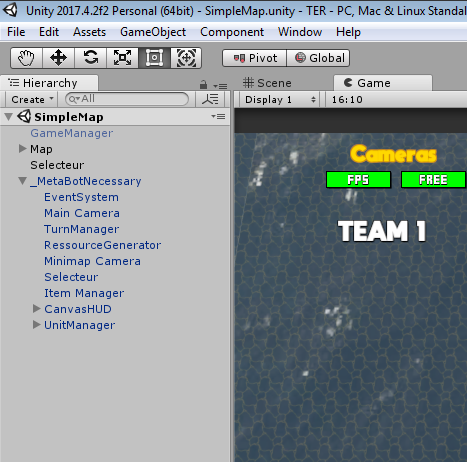 Unity 2017.4.2f2 Personal (64bit) - SimpleMap.unity - TER - PC, Mac & Linux Standal
File Edit Assets GameObject Component Window Help
Pivot Global
Hierarchy Scene Game
Create All Display 1 16:10
SimpleMap
GameManager
Map
Selecteur
_MetaBotNecessary
EventSystem
Main Camera
TurnManager
RessourceGenerator
Minimap Camera
Selecteur
Item Manager
CanvasHUD
UnitManager
Cameras
FPS FREE
TEAM 1